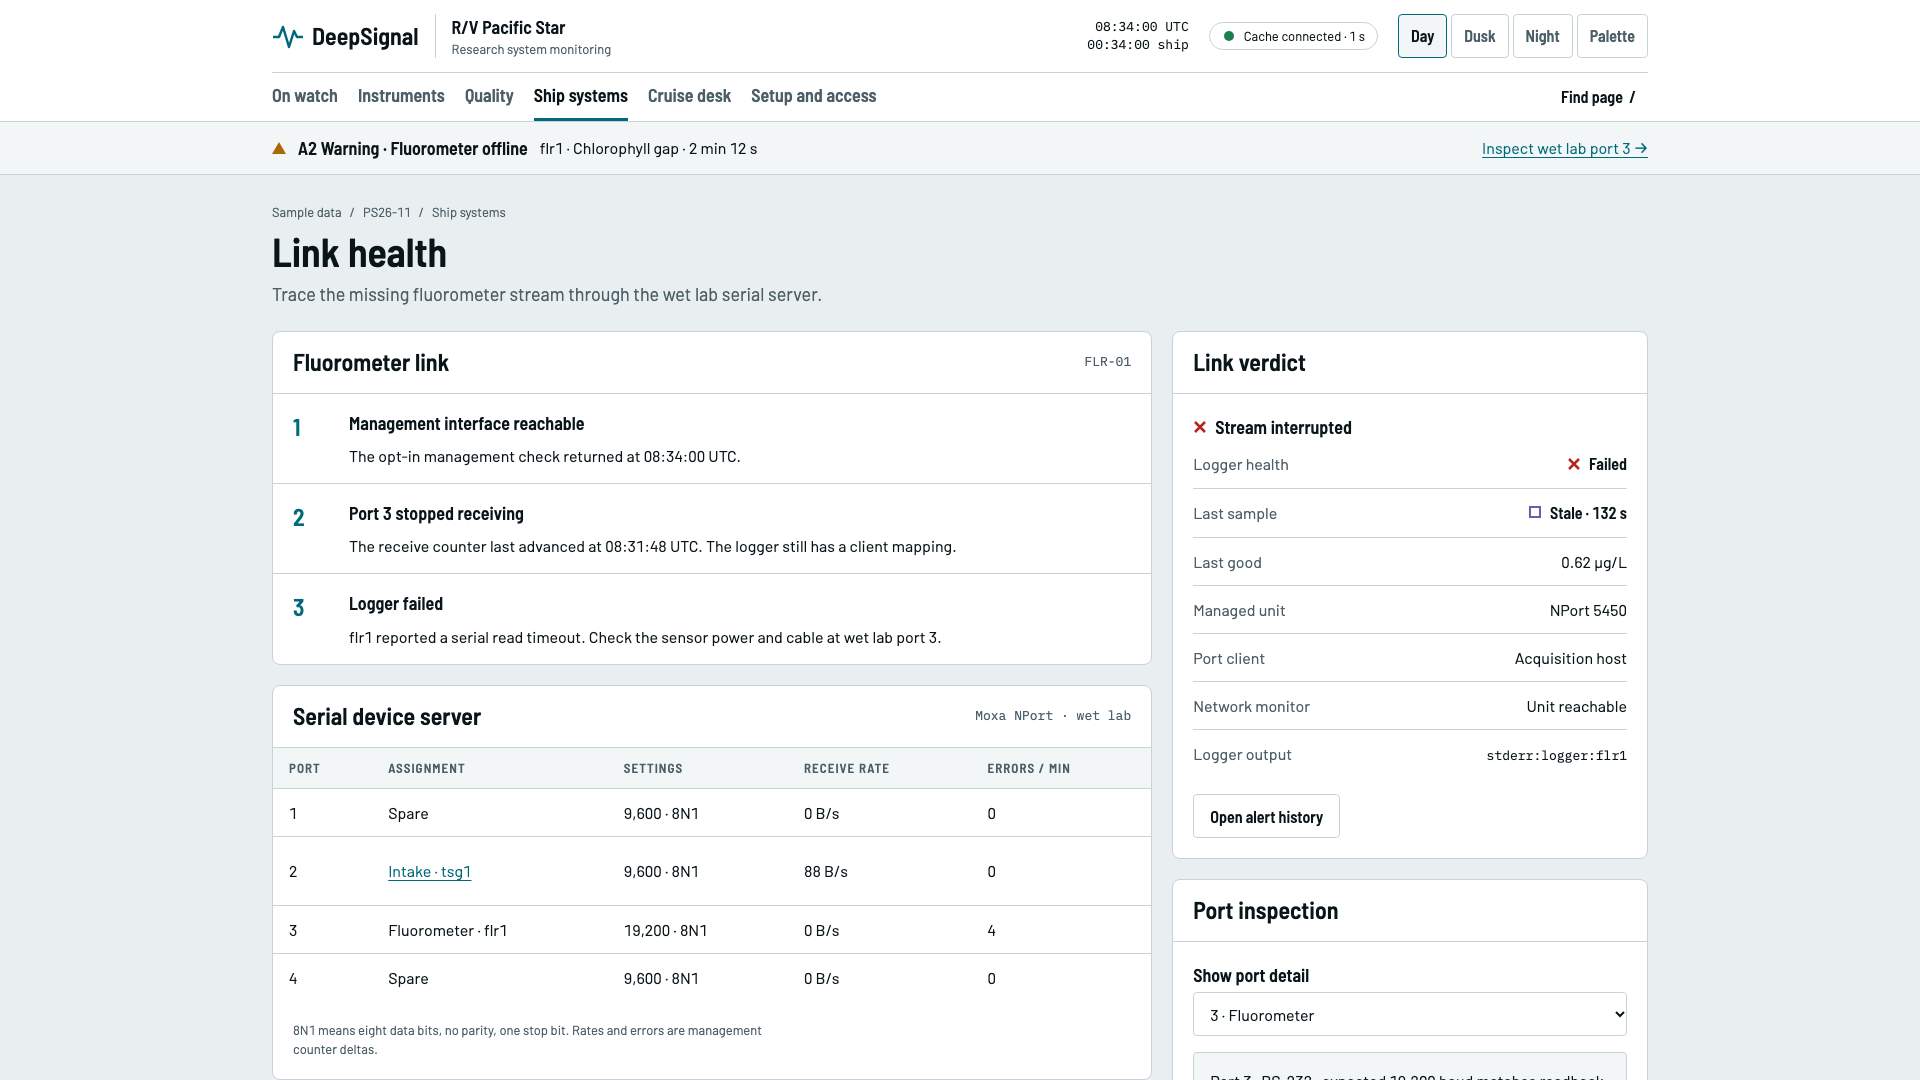 DeepSignal
R/V Pacific Star
Research system monitoring
08:34:00 UTC
00:34:00 ship
Cache connected · 1 s
Day
Dusk
Night
Palette
On watch
Instruments
Quality
Ship systems
Cruise desk
Setup and access
Find page /
A2 Warning · Fluorometer offline
flr1 · Chlorophyll gap · 2 min 12 s
Inspect wet lab port 3 →
Sample data / PS26-11 / Ship systems
Link health
Trace the missing fluorometer stream through the wet lab serial server.
Fluorometer link
FLR-01
1
Management interface reachable
The opt-in management check returned at 08:34:00 UTC.
2
Port 3 stopped receiving
The receive counter last advanced at 08:31:48 UTC. The logger still has a client mapping.
3
Logger failed
flr1 reported a serial read timeout. Check the sensor power and cable at wet lab port 3.
Serial device server
Moxa NPort · wet lab
PORT ASSIGNMENT SETTINGS RECEIVE RATE ERRORS / MIN
1 Spare 9,600 · 8N1 0 B/s 0
2 Intake · tsg1 9,600 · 8N1 88 B/s 0
3 Fluorometer · flr1 19,200 · 8N1 0 B/s 4
4 Spare 9,600 · 8N1 0 B/s 0
8N1 means eight data bits, no parity, one stop bit. Rates and errors are management
counter deltas.
Link verdict
Stream interrupted
Logger health Failed
Last sample Stale · 132 s
Last good 0.62 µg/L
Managed unit NPort 5450
Port client Acquisition host
Network monitor Unit reachable
Logger output stderr:logger:flr1
Open alert history
Port inspection
Show port detail
3 · Fluorometer